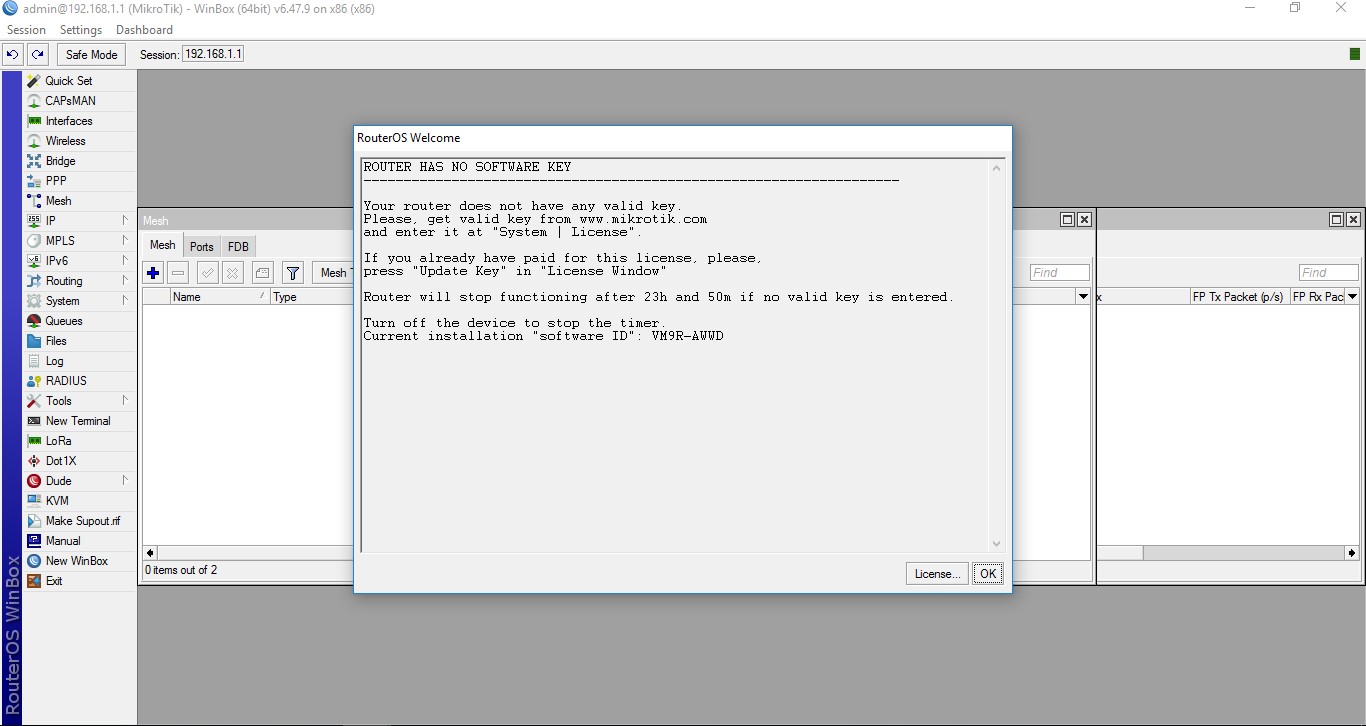 admin@192.168.1.1 (MikroTik) - WinBox (64bit) v6.47.9 on x86 (x86)
Session Settings Dashboard
Safe Mode Session: 192.168.1.1
Quick Set
CAPsMAN
Interfaces
Wireless
Bridge
PPP
Mesh
IP
MPLS
IPv6
Routing
System
Queues
Files
Log
RADIUS
Tools
New Terminal
LoRa
Dot1X
Dude
KVM
Make Supout.rif
Manual
New WinBox
Exit
RouterOS WinBox
Mesh
Mesh Ports FDB
Mesh
Find
Name / Type
0 items out of 2
Find
x FP Tx Packet (p/s) FP Rx Pac
RouterOS Welcome
ROUTER HAS NO SOFTWARE KEY
-------------------------------------------------------------------
Your router does not have any valid key.
Please, get valid key from www.mikrotik.com
and enter it at "System | License".
If you already have paid for this license, please,
press "Update Key" in "License Window"
Router will stop functioning after 23h and 50m if no valid key is entered.
Turn off the device to stop the timer.
Current installation "software ID": VM9R-AWWD
License... OK